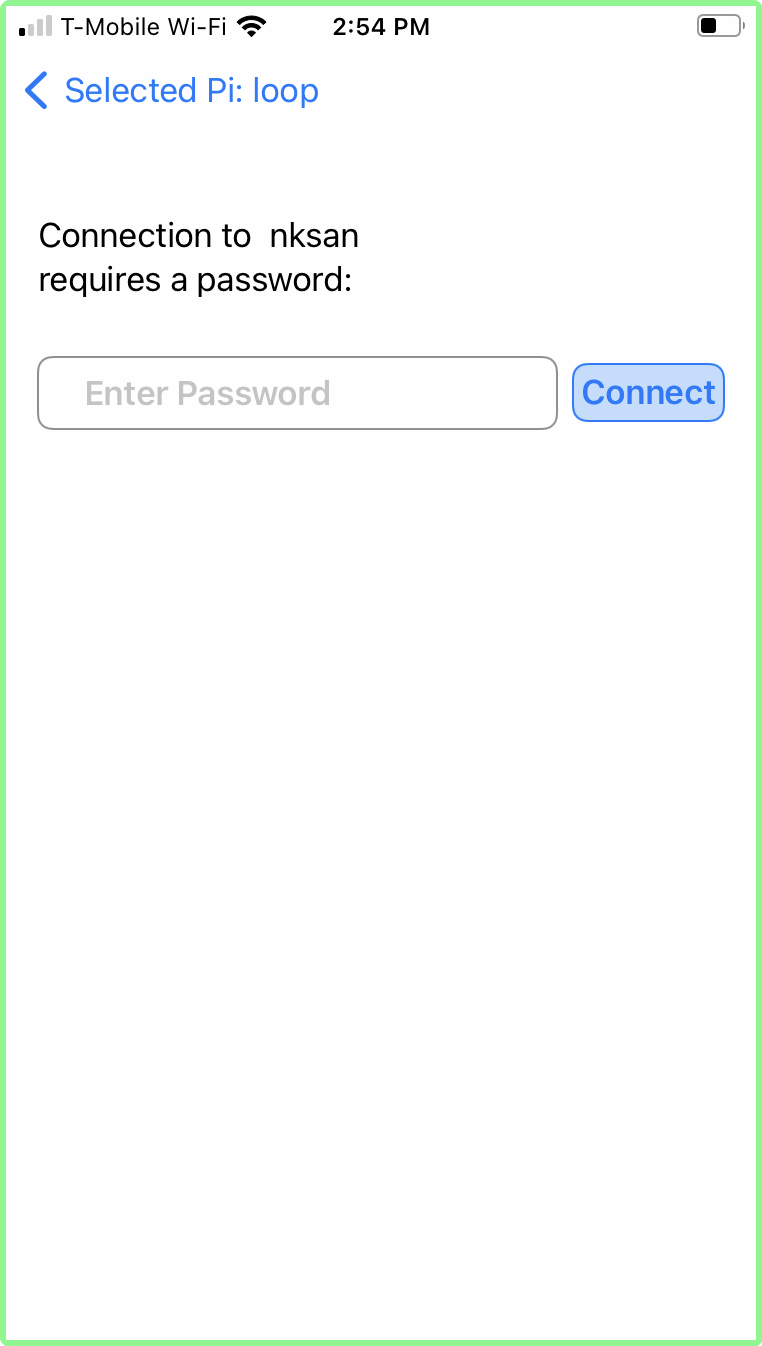 T-Mobile Wi-Fi 2:54 PM
Selected Pi: loop
Connection to  nksan
requires a password:
Enter Password Connect